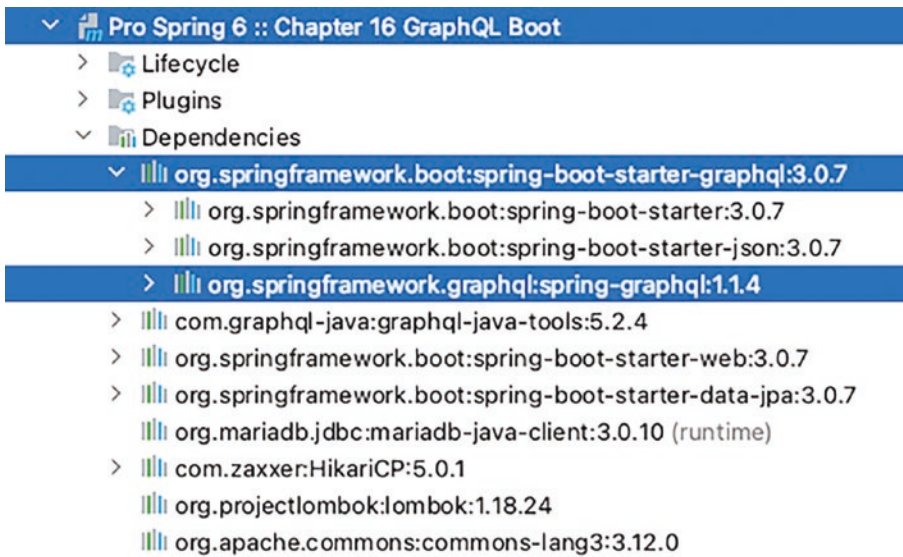 Pro Spring 6 :: Chapter 16 GraphQL Boot
Lifecycle
Plugins
Dependencies
org.springframework.boot:spring-boot-starter-graphql:3.0.7
org.springframework.boot:spring-boot-starter:3.0.7
org.springframework.boot:spring-boot-starter-json:3.0.7
org.springframework.graphql:spring-graphql:1.1.4
com.graphql-java:graphql-java-tools:5.2.4
org.springframework.boot:spring-boot-starter-web:3.0.7
org.springframework.boot:spring-boot-starter-data-jpa:3.0.7
org.mariadb.jdbc:mariadb-java-client:3.0.10 (runtime)
com.zaxxer:HikariCP:5.0.1
org.projectlombok:lombok:1.18.24
org.apache.commons:commons-lang3:3.12.0